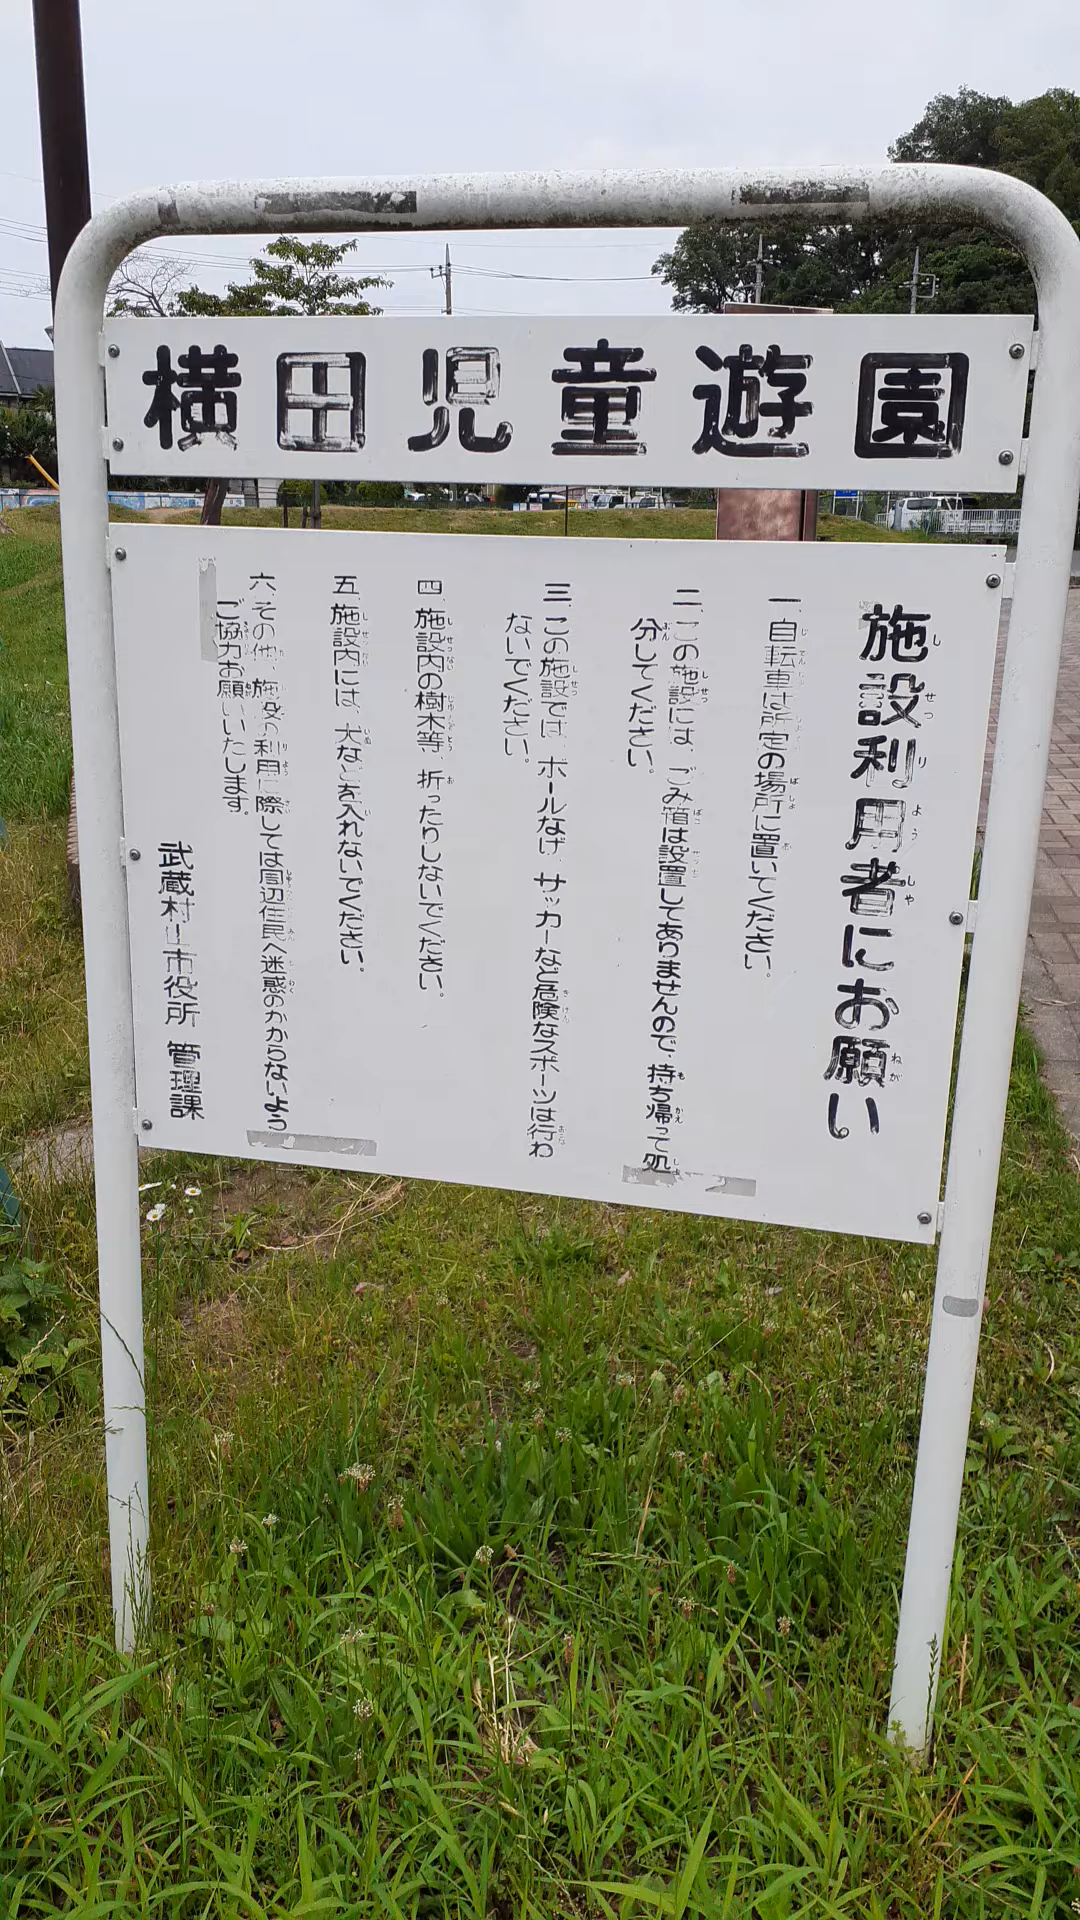 横田児童遊園
施設利用者にお願い
一、自転車は所定の場所に置いてください。
二、この施設には、ごみ箱は設置してありませんので、持ち帰って処
分してください。
三、この施設では、ボールなげ、サッカーなど危険なスポーツは行わ
ないでください。
四、施設内の樹木等、折ったりしないでください。
五、施設内には、犬などを入れないでください。
六、その他、施設の利用に際しては周辺住民へ迷惑のかからないよう
ご協力お願いいたします。
武蔵村山市役所 管理課